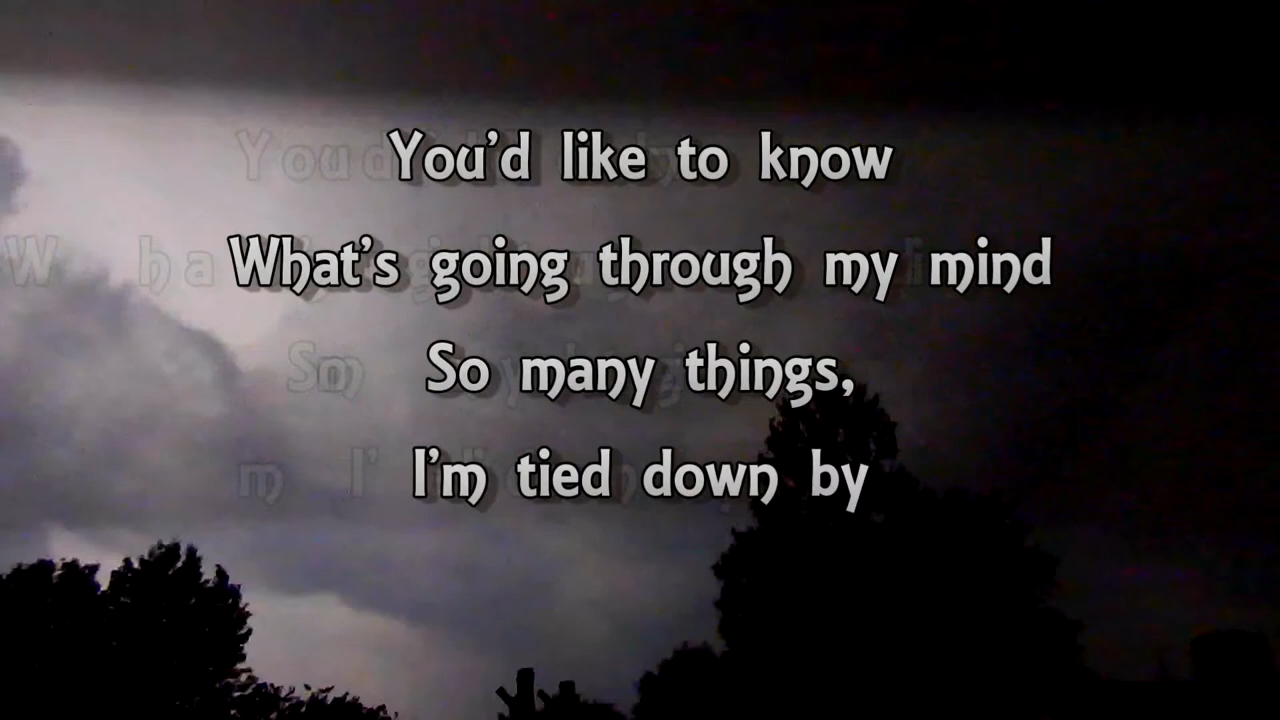 You'd like to know
What's going through my mind
So many things,
I'm tied down by